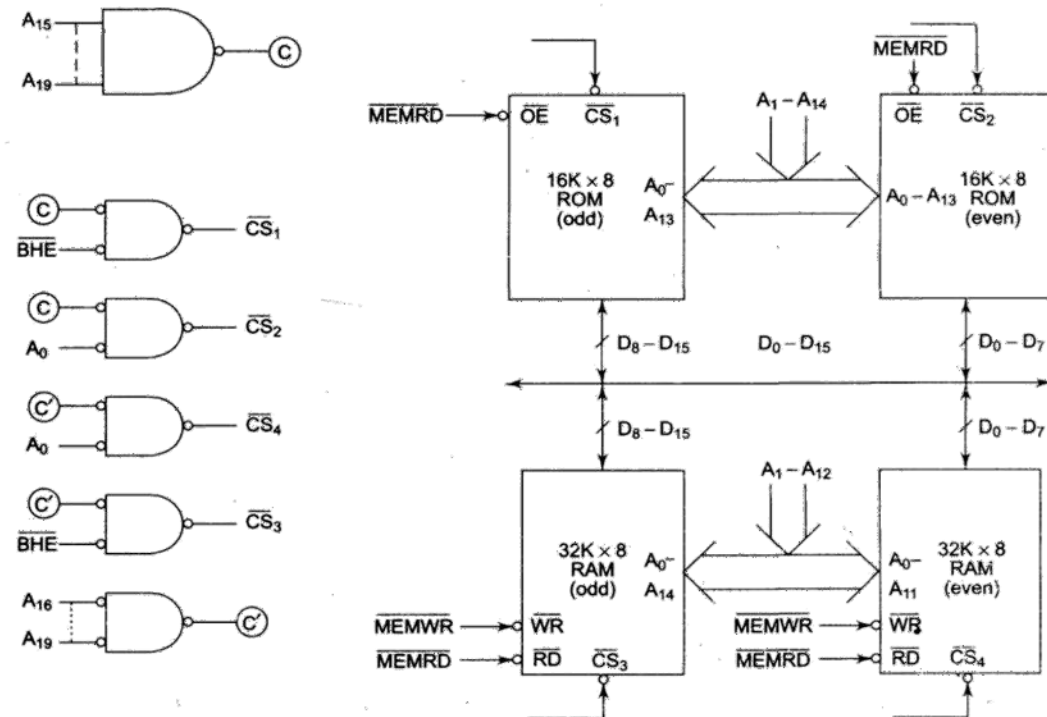 A15
A19
C
C
BHE
CS1
C
A0
CS2
C'
A0
CS4
C'
BHE
CS3
A16
A19
C'
MEMRD
OE
CS1
16K × 8
ROM
(odd)
A0–
A13
A1 – A14
MEMRD
OE
CS2
A0 – A13
16K × 8
ROM
(even)
D8 – D15
D0 – D15
D0 – D7
D8 – D15
D0 – D7
A1 – A12
32K × 8
RAM
(odd)
A0–
A14
MEMWR
WR
MEMRD
RD
CS3
A0–
A11
32K × 8
RAM
(even)
MEMWR
WR
MEMRD
RD
CS4